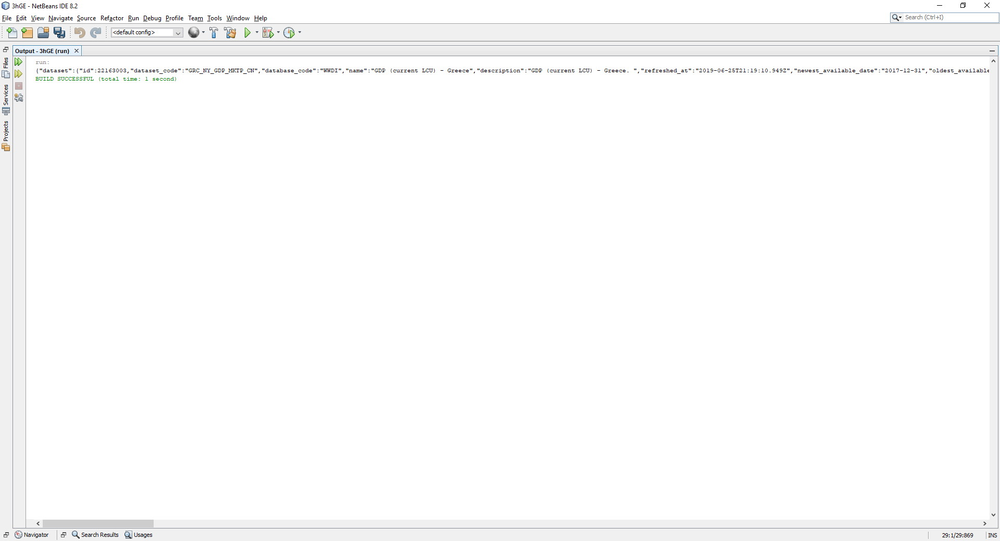 3hGE - NetBeans IDE 8.2
File Edit View Navigate Source Refactor Run Debug Profile Team Tools Window Help
Search (Ctrl+I)
<default config>
Output - 3hGE (run)
Files
Services
Projects
run:
{"dataset":{"id":22163003,"dataset_code":"GRC_NY_GDP_MKTP_CN","database_code":"WWDI","name":"GDP (current LCU) - Greece","description":"GDP (current LCU) - Greece. ","refreshed_at":"2019-06-25T21:19:10.949Z","newest_available_date":"2017-12-31","oldest_available
BUILD SUCCESSFUL (total time: 1 second)
Navigator
Search Results
Usages
29:1/29:869
INS